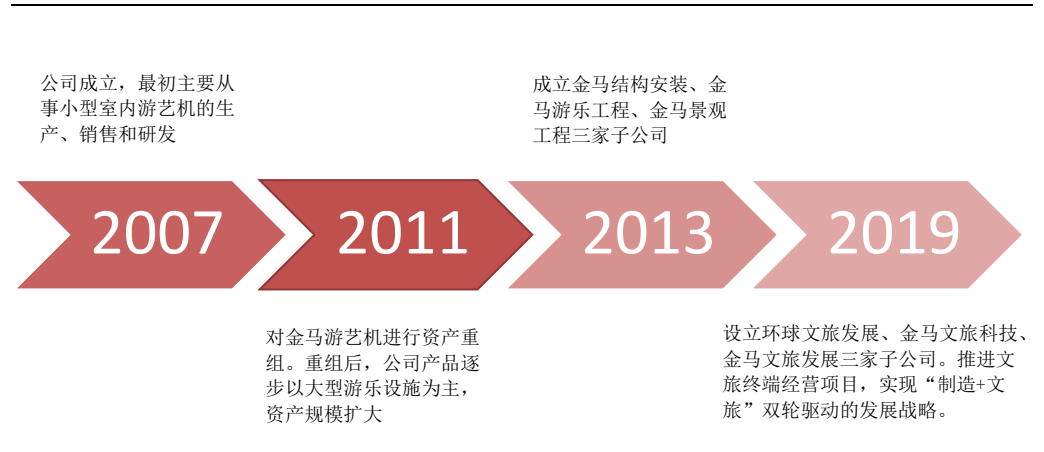 公司成立，最初主要从
事小型室内游艺机的生
产、销售和研发
成立金马结构安装、金
马游乐工程、金马景观
工程三家子公司
2007
2011
2013
2019
对金马游艺机进行资产重
组。重组后，公司产品逐
步以大型游乐设施为主，
资产规模扩大
设立环球文旅发展、金马文旅科技、
金马文旅发展三家子公司。推进文
旅终端经营项目，实现“制造+文
旅”双轮驱动的发展战略。